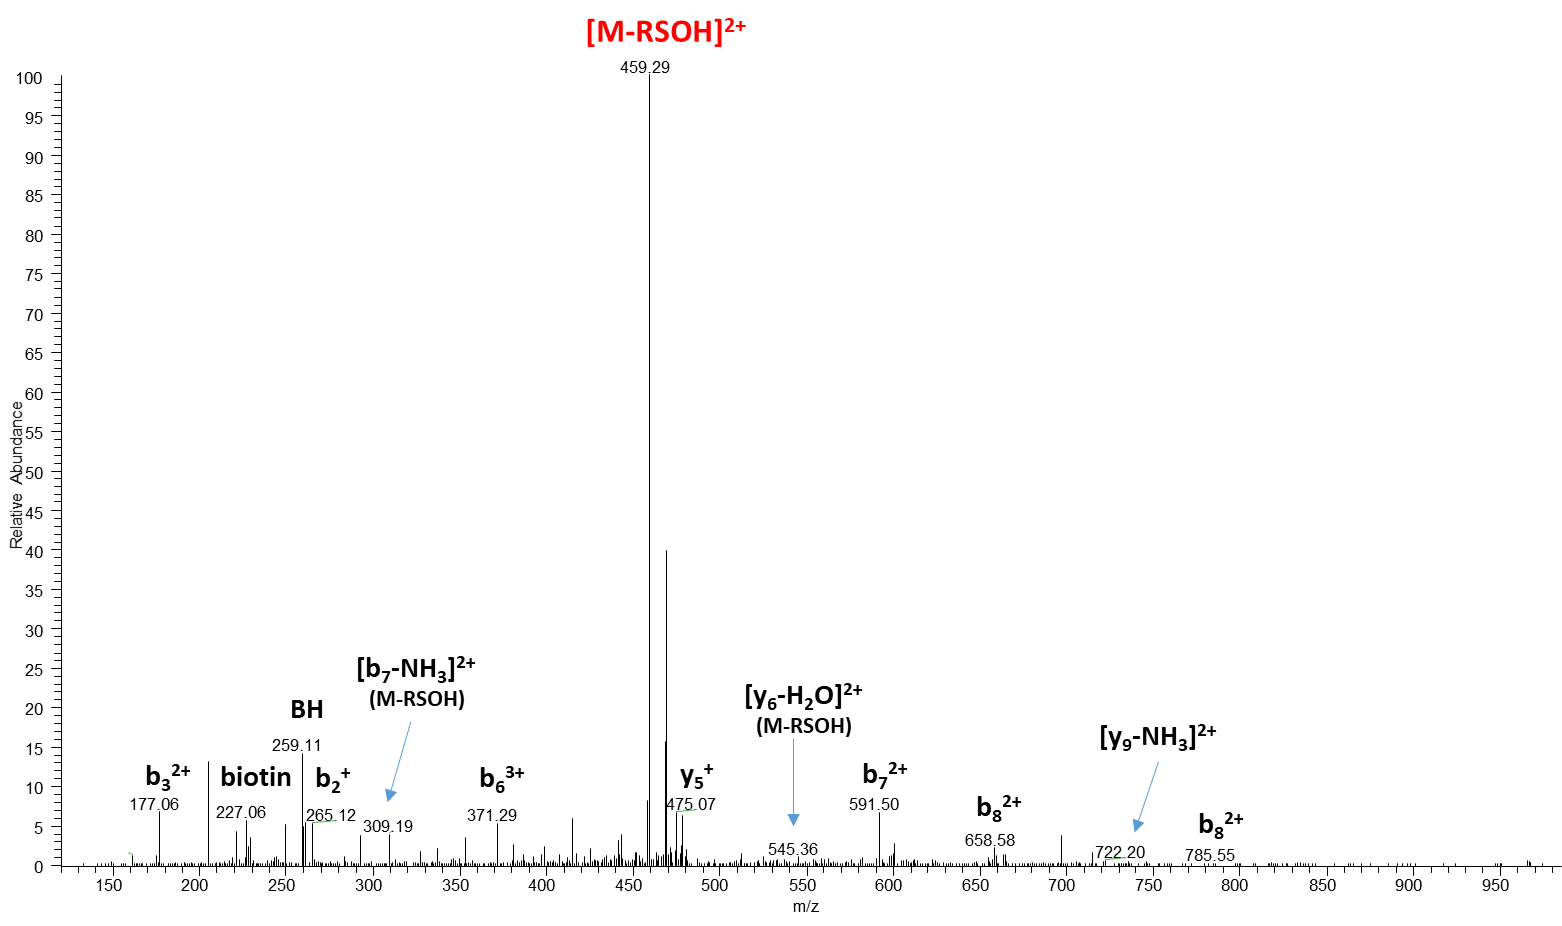 [M-RSOH]²⁺
459.29
[b₇-NH₃]²⁺
(M-RSOH)
[y₆-H₂O]²⁺
(M-RSOH)
BH
259.11
[y₉-NH₃]²⁺
b₃²⁺
177.06
biotin
227.06
b₂⁺
265.12
309.19
b₆³⁺
371.29
y₅⁺
475.07
545.36
b₇²⁺
591.50
b₈²⁺
658.58
722.20
b₈²⁺
785.55
100
95
90
85
80
75
70
65
60
55
50
45
40
35
30
25
20
15
10
5
0
Relative Abundance
150 200 250 300 350 400 450 500 550 600 650 700 750 800 850 900 950
m/z